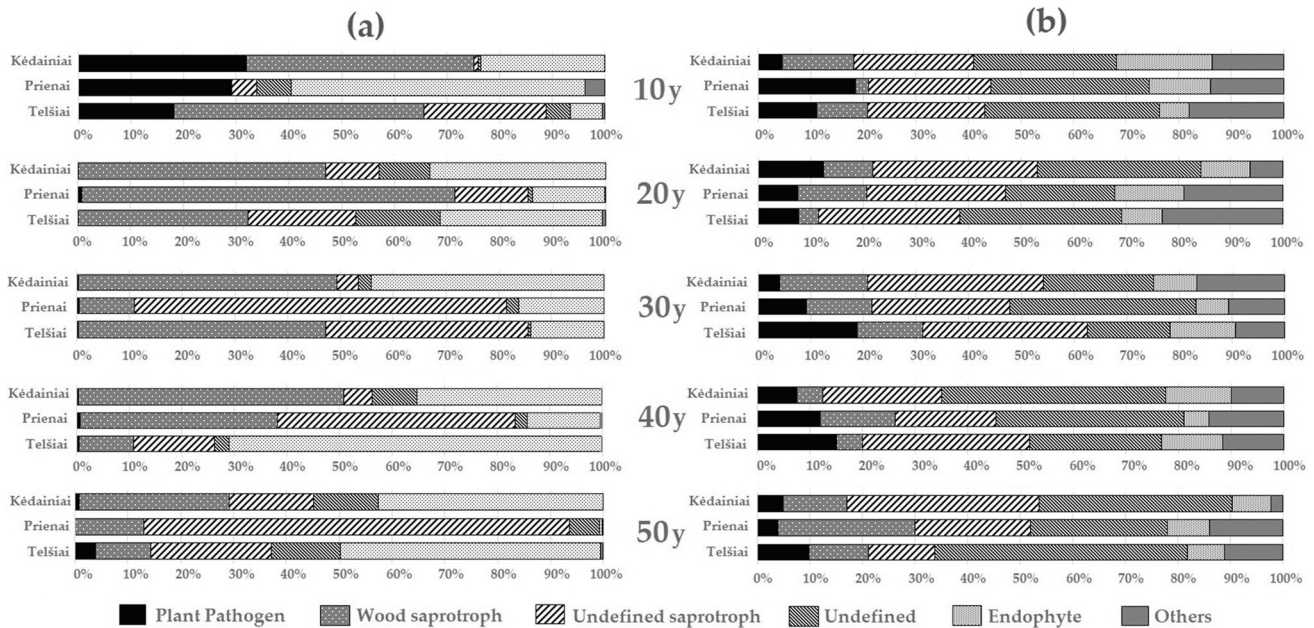 (a) (b)
Kėdainiai Kėdainiai
Prienai 10 y Prienai
Telšiai Telšiai
0% 10% 20% 30% 40% 50% 60% 70% 80% 90% 100% 0% 10% 20% 30% 40% 50% 60% 70% 80% 90% 100%
Kėdainiai Kėdainiai
Prienai 20 y Prienai
Telšiai Telšiai
0% 10% 20% 30% 40% 50% 60% 70% 80% 90% 100% 0% 10% 20% 30% 40% 50% 60% 70% 80% 90% 100%
Kėdainiai Kėdainiai
Prienai 30 y Prienai
Telšiai Telšiai
0% 10% 20% 30% 40% 50% 60% 70% 80% 90% 100% 0% 10% 20% 30% 40% 50% 60% 70% 80% 90% 100%
Kėdainiai Kėdainiai
Prienai 40 y Prienai
Telšiai Telšiai
0% 10% 20% 30% 40% 50% 60% 70% 80% 90% 100% 0% 10% 20% 30% 40% 50% 60% 70% 80% 90% 100%
Kėdainiai Kėdainiai
Prienai 50 y Prienai
Telšiai Telšiai
0% 10% 20% 30% 40% 50% 60% 70% 80% 90% 100% 0% 10% 20% 30% 40% 50% 60% 70% 80% 90% 100%
Plant Pathogen Wood saprotroph Undefined saprotroph Undefined Endophyte Others